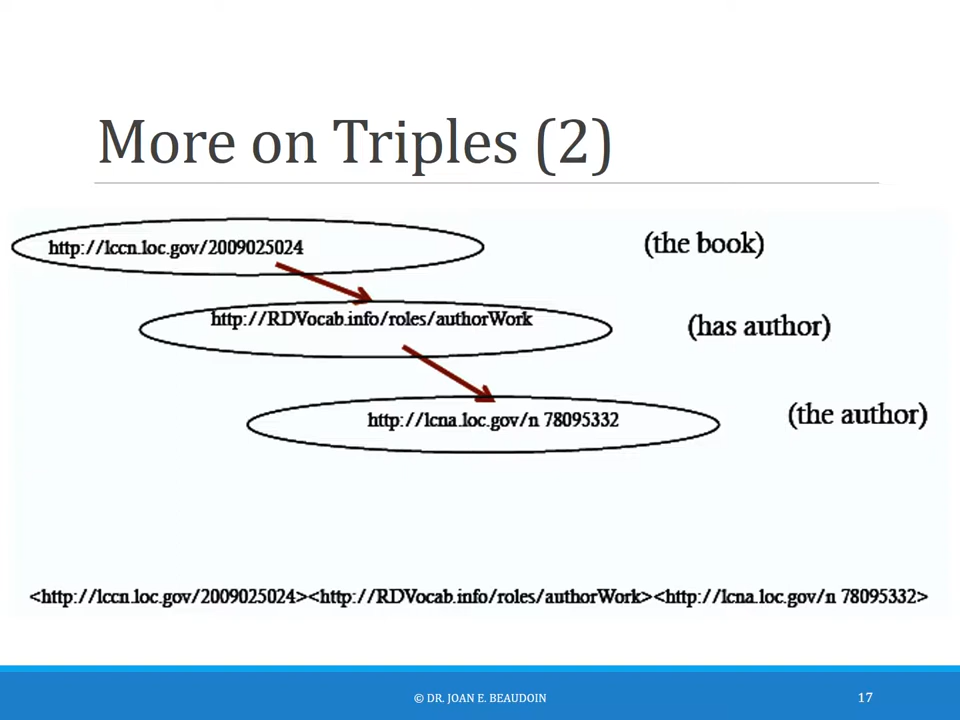 More on Triples (2)
http://lccn.loc.gov/2009025024 (the book)
http://RDVocab.info/roles/authorWork (has author)
http://lcna.loc.gov/n 78095332 (the author)
<http://lccn.loc.gov/2009025024><http://RDVocab.info/roles/authorWork><http://lcna.loc.gov/n 78095332>
© DR. JOAN E. BEAUDOIN 17